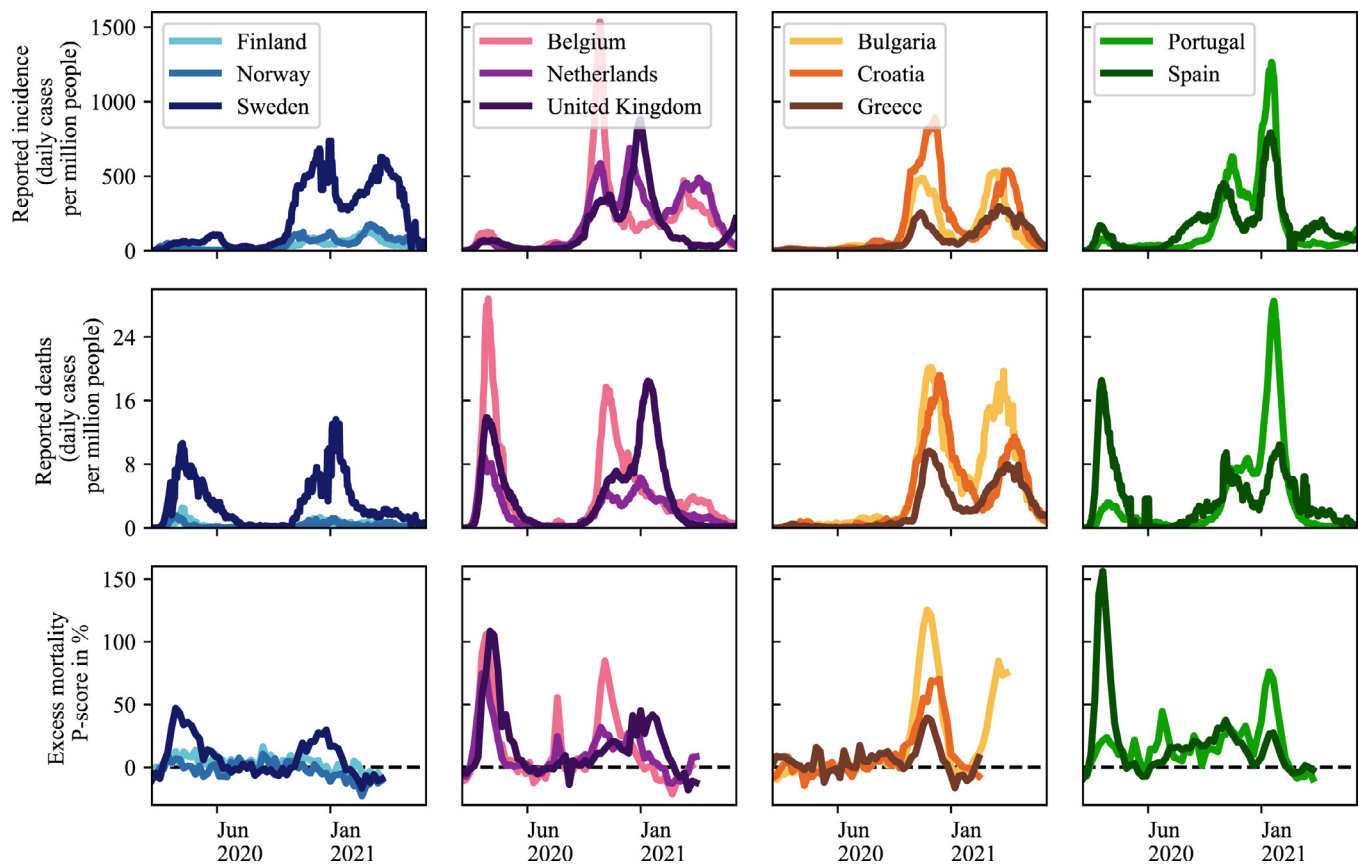 Reported incidence
(daily cases
per million people)
1500
1000
500
0
Finland
Norway
Sweden
Belgium
Netherlands
United Kingdom
Bulgaria
Croatia
Greece
Portugal
Spain
Reported deaths
(daily cases
per million people)
24
16
8
0
Excess mortality
P-score in %
150
100
50
0
Jun
2020
Jan
2021
Jun
2020
Jan
2021
Jun
2020
Jan
2021
Jun
2020
Jan
2021